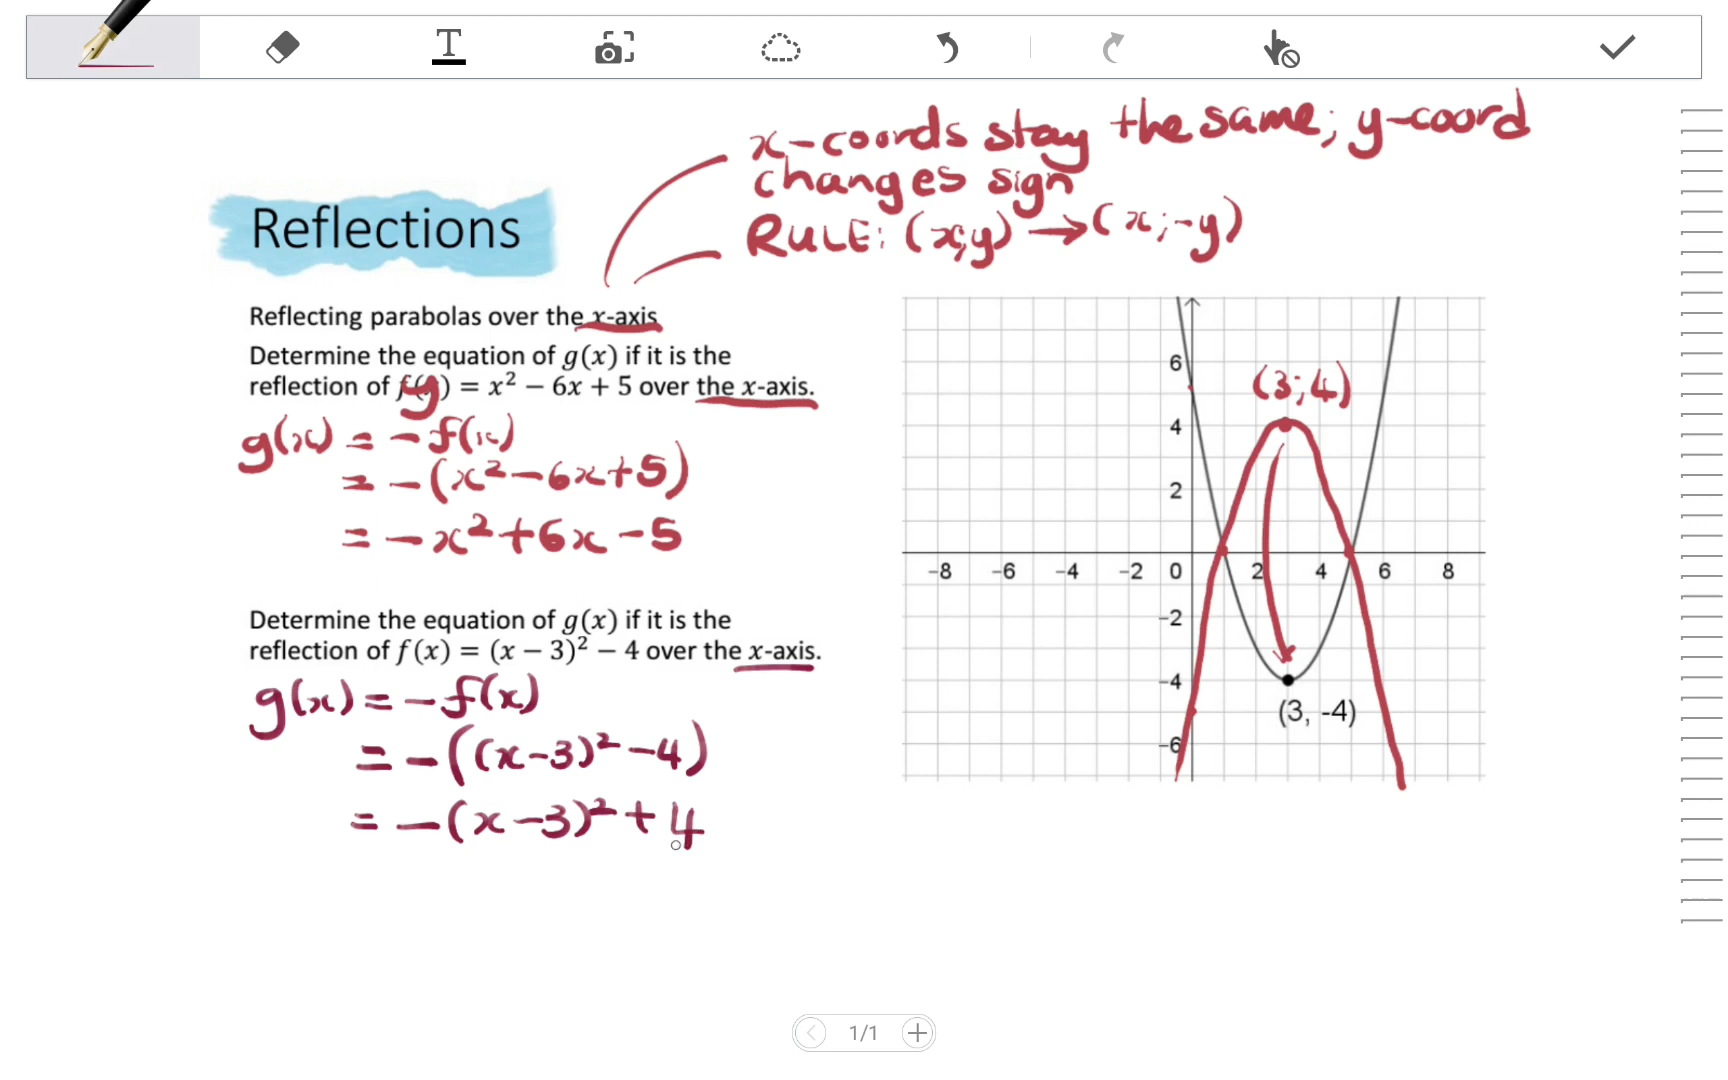 T
x-coords stay the same; y-coord
changes sign
RULE: (x;y) → (x;-y)
Reflections
Reflecting parabolas over the x-axis
Determine the equation of g(x) if it is the
reflection of f(y) = x² − 6x + 5 over the x-axis.
g(x) = -f(x)
= -(x²-6x+5)
= -x²+6x-5
Determine the equation of g(x) if it is the
reflection of f(x) = (x − 3)² − 4 over the x-axis.
g(x) = -f(x)
= -((x-3)²-4)
= -(x-3)²+4
6
(3;4)
4
2
−8 −6 −4 −2 0 2 4 6 8
−2
−4
(3, -4)
−6
1/1